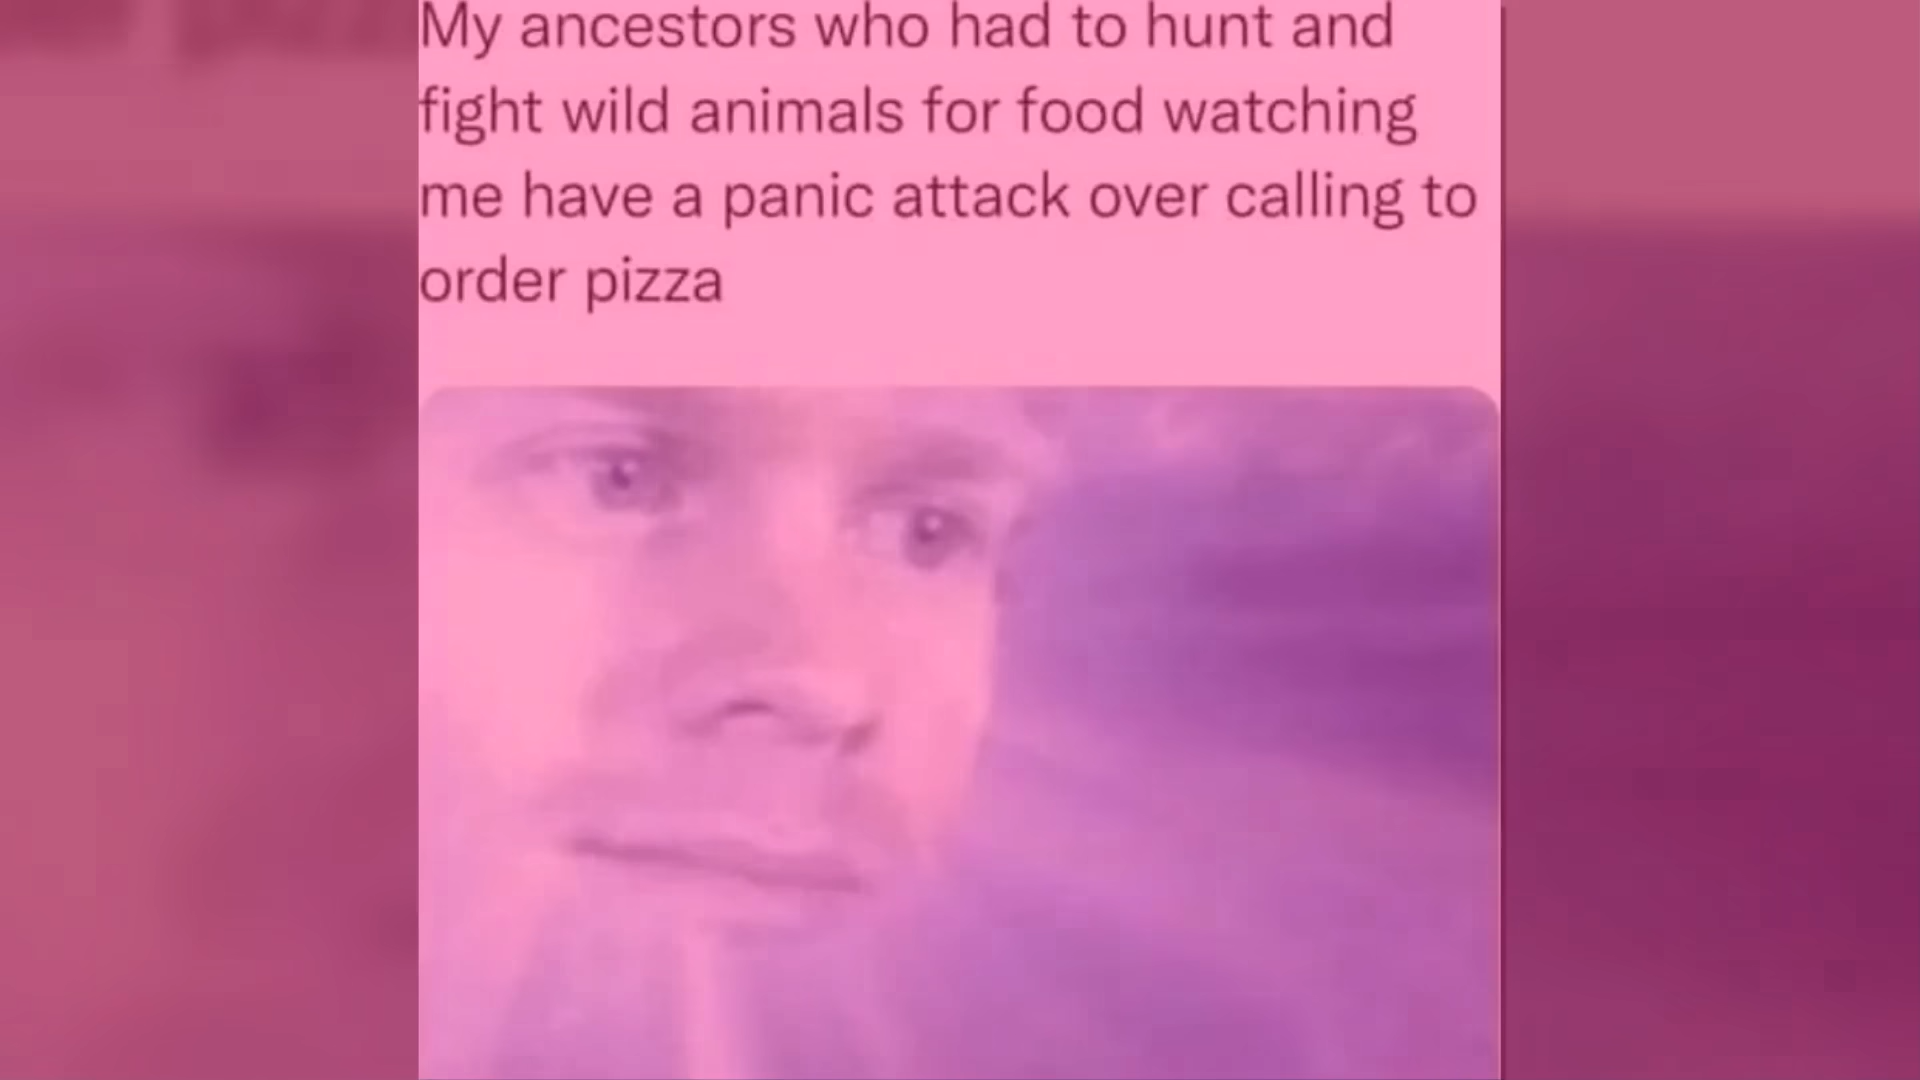 My ancestors who had to hunt and
fight wild animals for food watching
me have a panic attack over calling to
order pizza